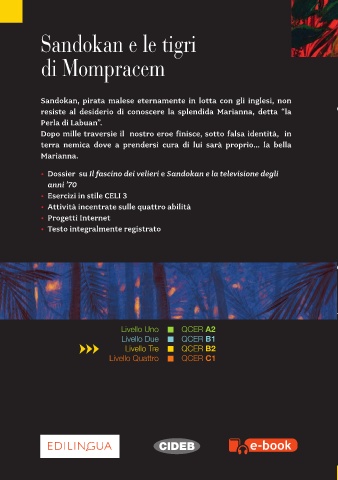 Sandokan e le tigri
di Mompracem
Sandokan, pirata malese eternamente in lotta con gli inglesi, non
resiste al desiderio di conoscere la splendida Marianna, detta "la
Perla di Labuan".
Dopo mille traversie il nostro eroe finisce, sotto falsa identità, in
terra nemica dove a prendersi cura di lui sarà proprio... la bella
Marianna.
• Dossier su Il fascino dei velieri e Sandokan e la televisione degli
anni '70
• Esercizi in stile CELI 3
• Attività incentrate sulle quattro abilità
• Progetti Internet
• Testo integralmente registrato
Livello Uno ■ QCER A2
Livello Due ■ QCER B1
Livello Tre ■ QCER B2
Livello Quattro ■ QCER C1
EDILINGUA CIDEB e-book